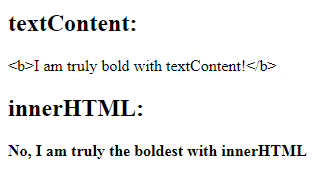 textContent:
<b>I am truly bold with textContent!</b>
innerHTML:
No, I am truly the boldest with innerHTML